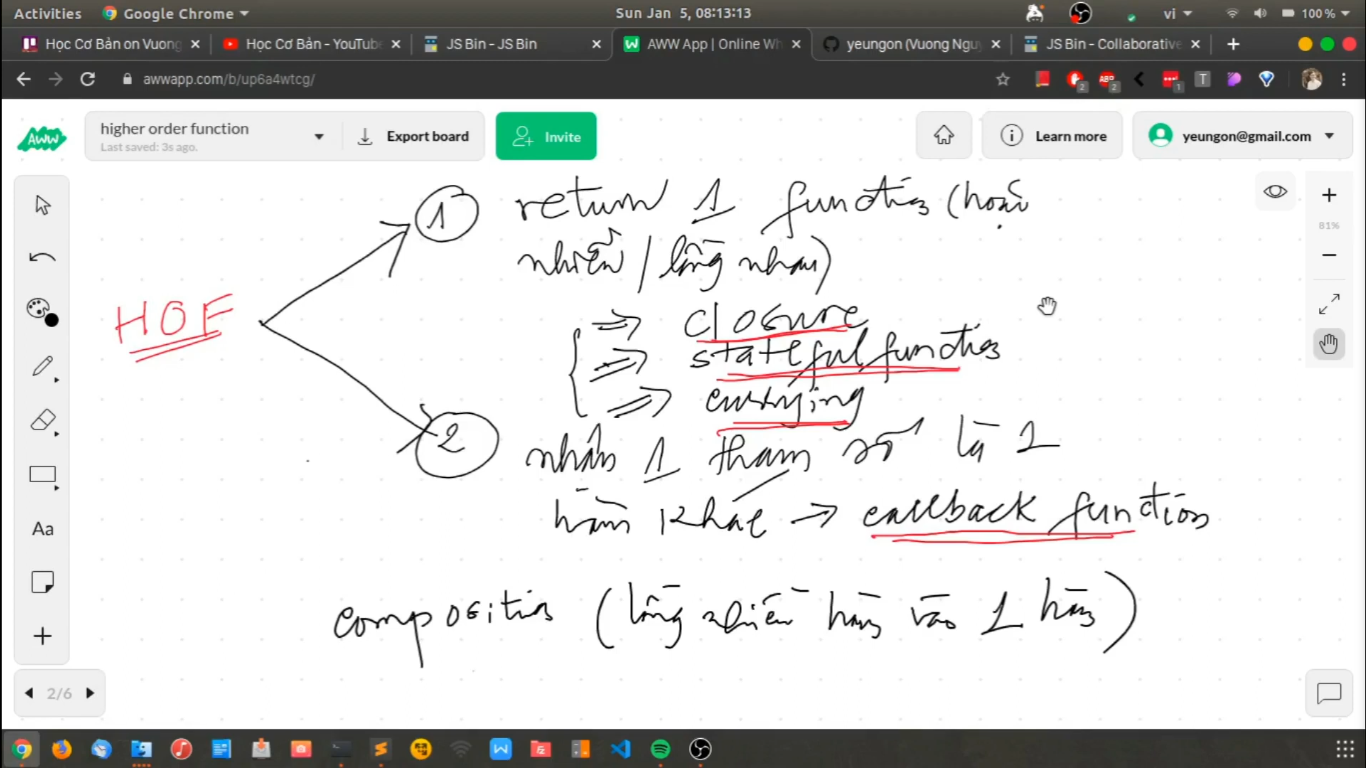 Activities Google Chrome Sun Jan 5, 08:13:13 vi 100%
Học Cơ Bản on Vuong Học Cơ Bản - YouTube JS Bin - JS Bin AWW App | Online Wh yeungon (Vuong Ngu JS Bin - Collaborative
awwapp.com/b/up6a4wtcg/
AWW higher order function Export board Invite Learn more yeungon@gmail.com
Last saved: 3s ago.
① return 1 function (hoặc
81%
nhiều / lồng nhau)
HOF
=> closure
=> stateful function
=> currying
② nhận 1 tham số là 1
hàm khác -> callback function
Aa
composition (lồng nhiều hàm vào 1 hàm)
2/6